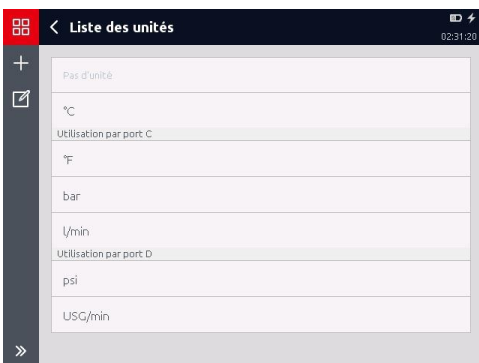 Liste des unités
02:31:20
Pas d'unité
°C
Utilisation par port C
°F
bar
l/min
Utilisation par port D
psi
USG/min